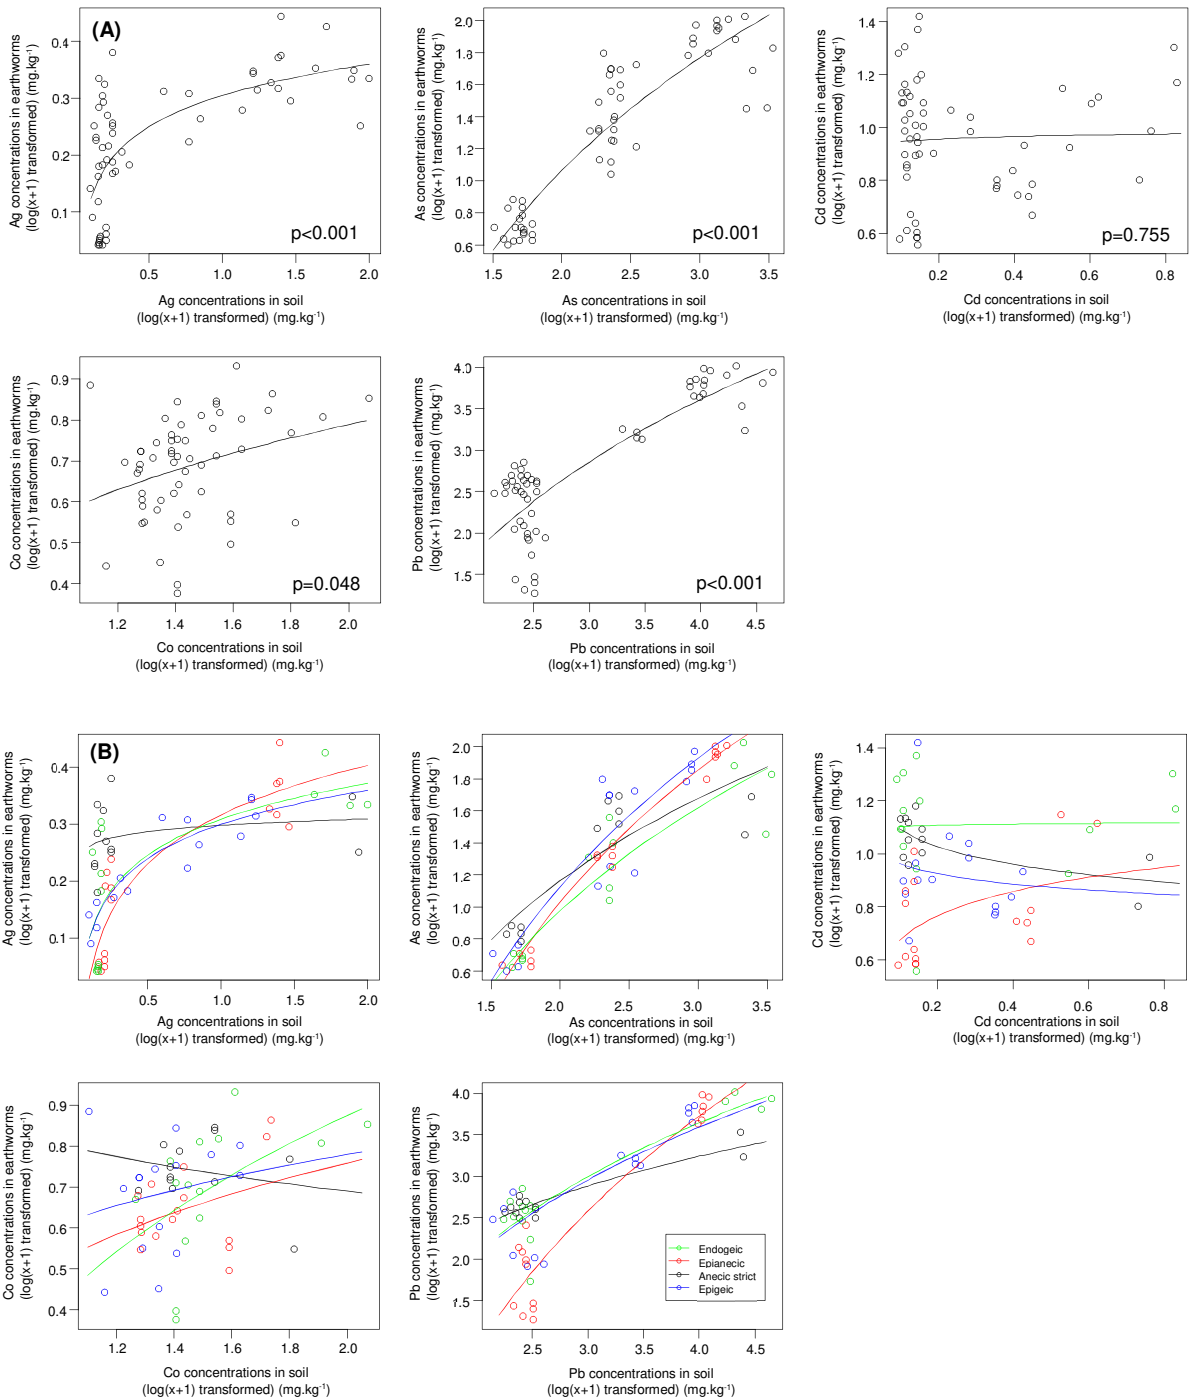 (A)
Ag concentrations in earthworms
(log(x+1) transformed) (mg.kg⁻¹)
0.4
0.3
0.2
0.1
p<0.001
0.5 1.0 1.5 2.0
Ag concentrations in soil
(log(x+1) transformed) (mg.kg⁻¹)
As concentrations in earthworms
(log(x+1) transformed) (mg.kg⁻¹)
2.0
1.8
1.6
1.4
1.2
1.0
0.8
0.6
p<0.001
1.5 2.0 2.5 3.0 3.5
As concentrations in soil
(log(x+1) transformed) (mg.kg⁻¹)
Cd concentrations in earthworms
(log(x+1) transformed) (mg.kg⁻¹)
1.4
1.2
1.0
0.8
0.6
p=0.755
0.2 0.4 0.6 0.8
Cd concentrations in soil
(log(x+1) transformed) (mg.kg⁻¹)
Co concentrations in earthworms
(log(x+1) transformed) (mg.kg⁻¹)
0.9
0.8
0.7
0.6
0.5
0.4
p=0.048
1.2 1.4 1.6 1.8 2.0
Co concentrations in soil
(log(x+1) transformed) (mg.kg⁻¹)
Pb concentrations in earthworms
(log(x+1) transformed) (mg.kg⁻¹)
4.0
3.5
3.0
2.5
2.0
1.5
p<0.001
2.5 3.0 3.5 4.0 4.5
Pb concentrations in soil
(log(x+1) transformed) (mg.kg⁻¹)
(B)
Ag concentrations in earthworms
(log(x+1) transformed) (mg.kg⁻¹)
0.4
0.3
0.2
0.1
0.5 1.0 1.5 2.0
Ag concentrations in soil
(log(x+1) transformed) (mg.kg⁻¹)
As concentrations in earthworms
(log(x+1) transformed) (mg.kg⁻¹)
2.0
1.8
1.6
1.4
1.2
1.0
0.8
0.6
1.5 2.0 2.5 3.0 3.5
As concentrations in soil
(log(x+1) transformed) (mg.kg⁻¹)
Cd concentrations in earthworms
(log(x+1) transformed) (mg.kg⁻¹)
1.4
1.2
1.0
0.8
0.6
0.2 0.4 0.6 0.8
Cd concentrations in soil
(log(x+1) transformed) (mg.kg⁻¹)
Co concentrations in earthworms
(log(x+1) transformed) (mg.kg⁻¹)
0.9
0.8
0.7
0.6
0.5
0.4
1.2 1.4 1.6 1.8 2.0
Co concentrations in soil
(log(x+1) transformed) (mg.kg⁻¹)
Pb concentrations in earthworms
(log(x+1) transformed) (mg.kg⁻¹)
4.0
3.5
3.0
2.5
2.0
1.5
Endogeic
Epianecic
Anecic strict
Epigeic
2.5 3.0 3.5 4.0 4.5
Pb concentrations in soil
(log(x+1) transformed) (mg.kg⁻¹)